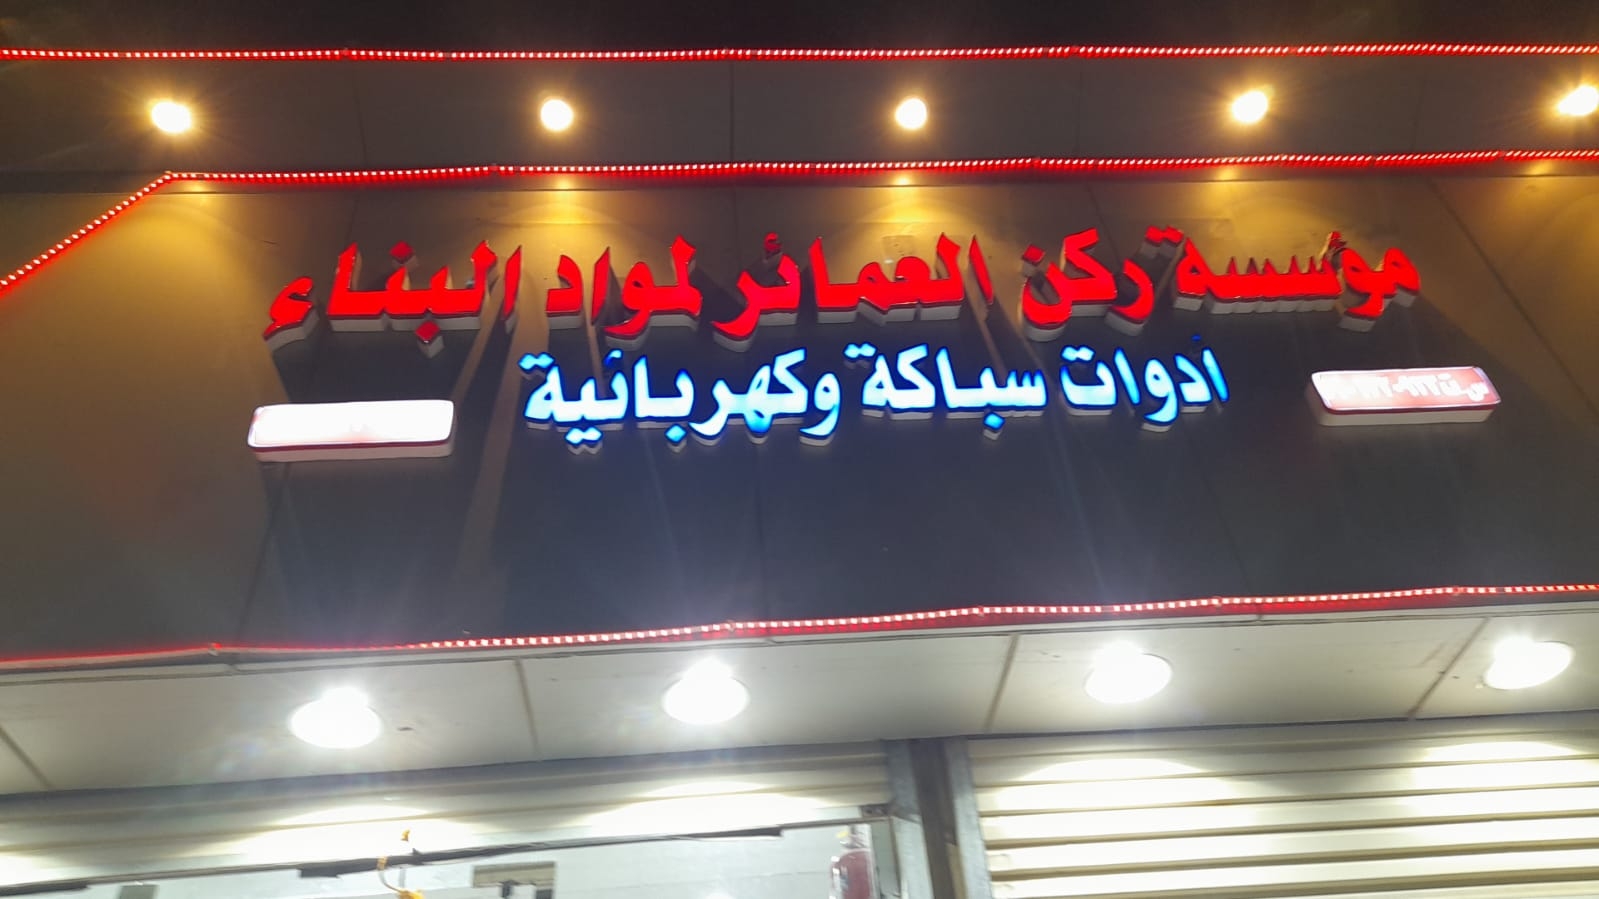 مؤسسة ركن العمائر لمواد البناء
أدوات سباكة وكهربائية
س.ت